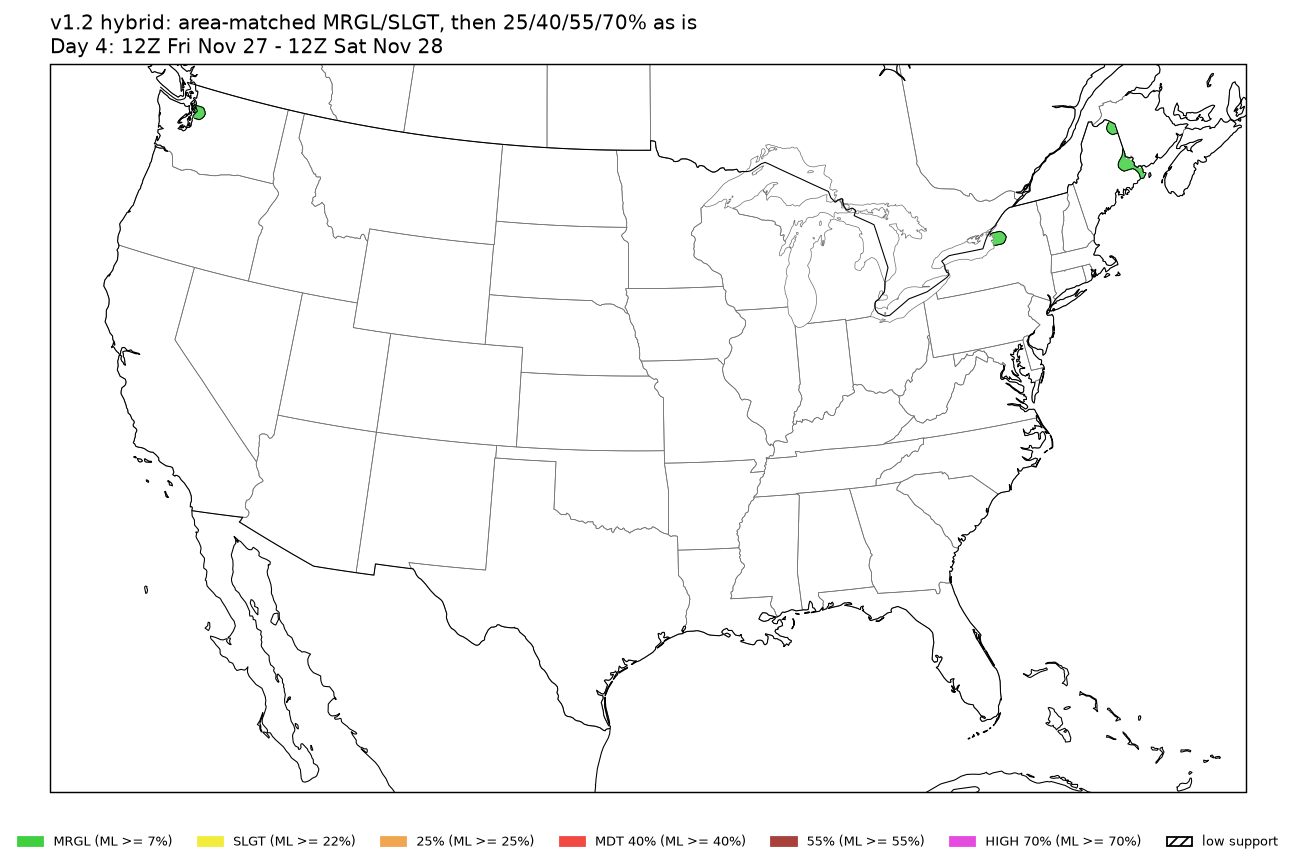 v1.2 hybrid: area-matched MRGL/SLGT, then 25/40/55/70% as is
Day 4: 12Z Fri Nov 27 - 12Z Sat Nov 28
MRGL (ML >= 7%)
SLGT (ML >= 22%)
25% (ML >= 25%)
MDT 40% (ML >= 40%)
55% (ML >= 55%)
HIGH 70% (ML >= 70%)
low support